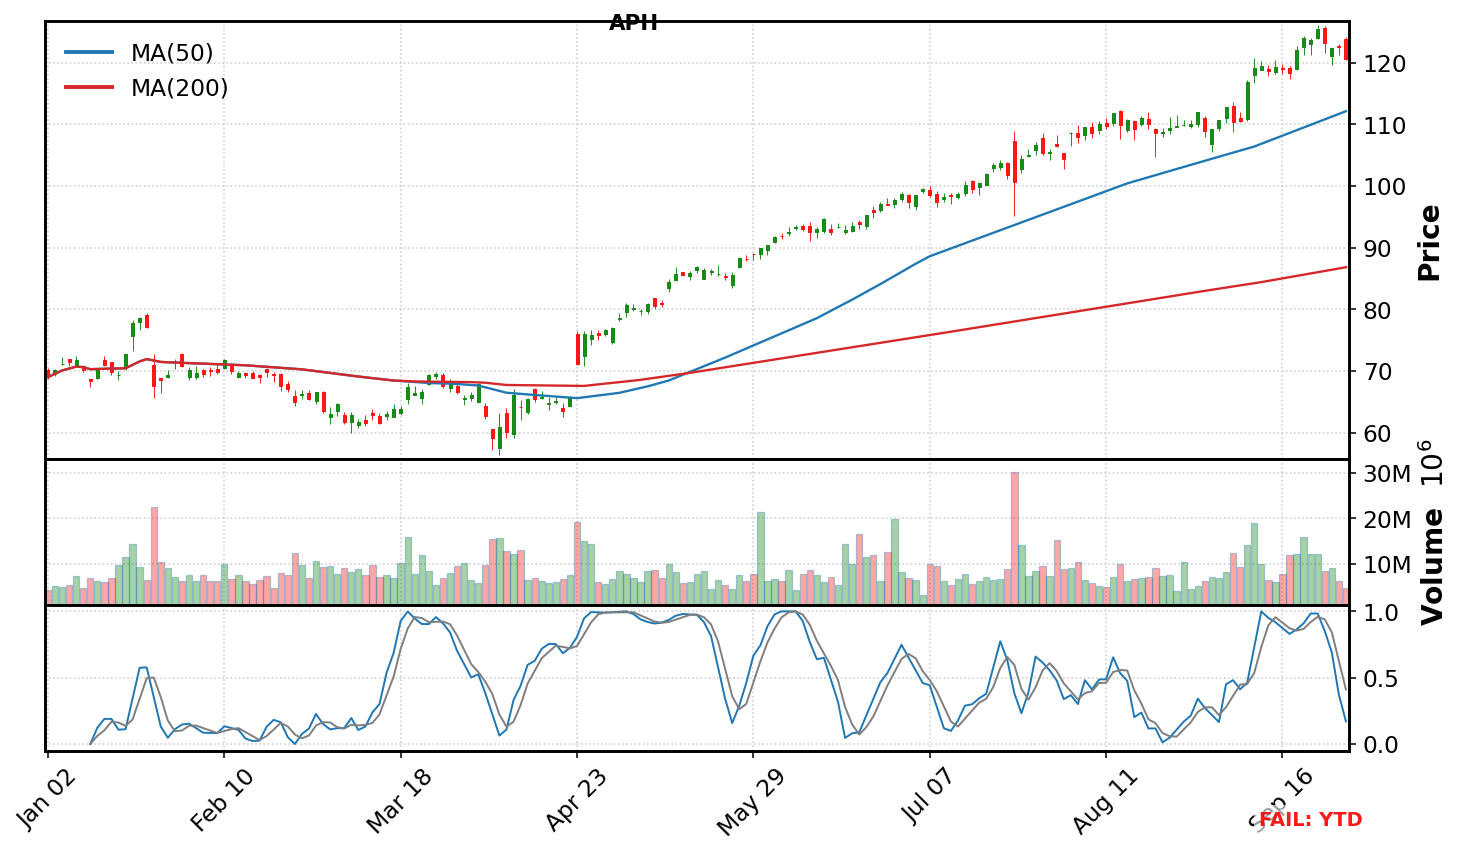 APH
MA(50)
MA(200)
120
110
100
90
80
70
60
Price
30M
20M
10M
Volume 10^6
1.0
0.5
0.0
Jan 02
Feb 10
Mar 18
Apr 23
May 29
Jul 07
Aug 11
Sep 16
FAIL: YTD